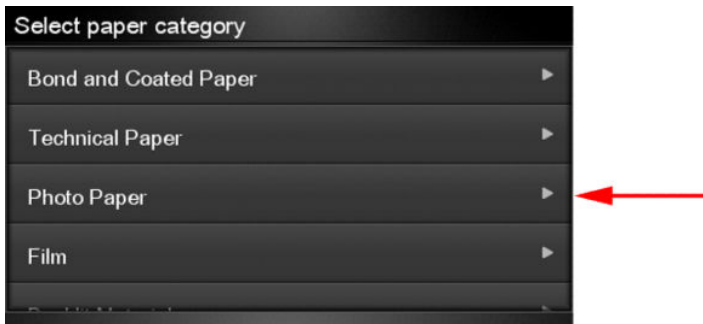 Select paper category
Bond and Coated Paper
Technical Paper
Photo Paper
Film